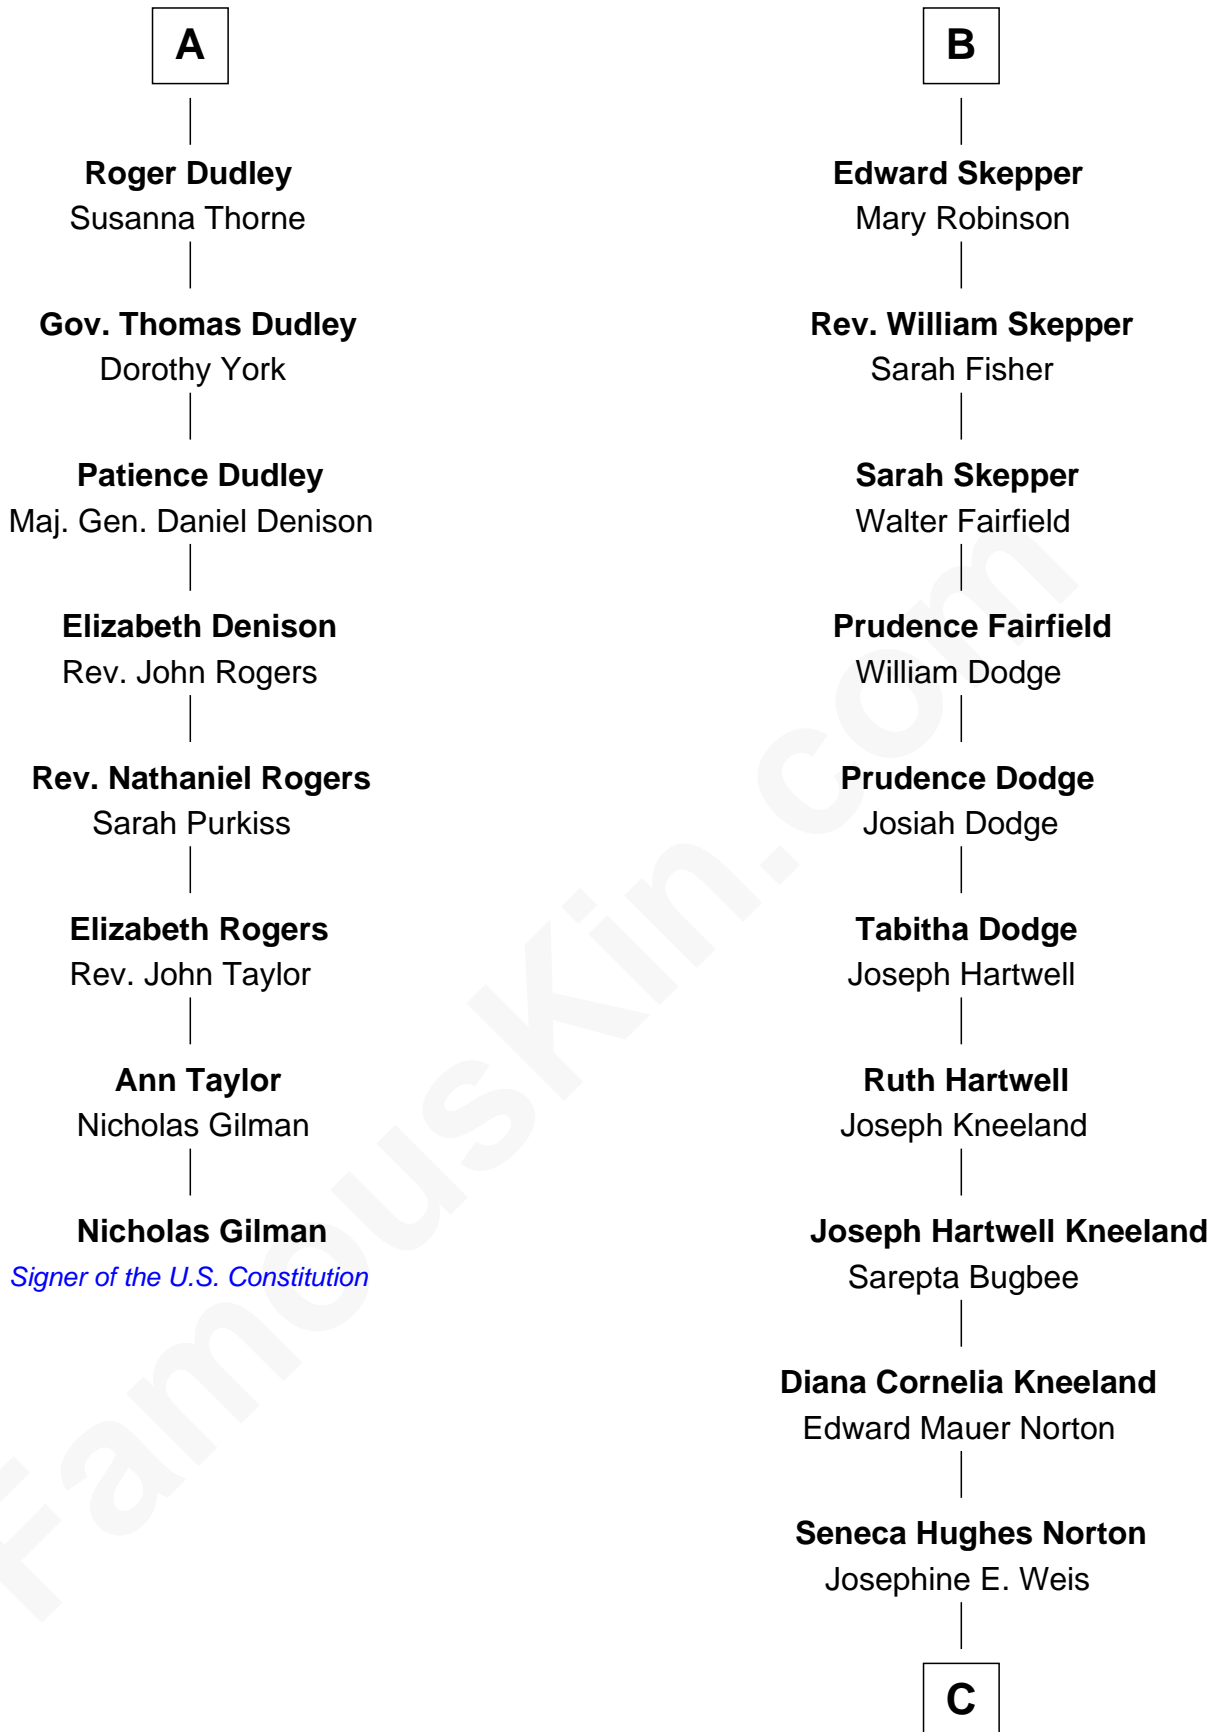 A
Roger Dudley
Susanna Thorne
Gov. Thomas Dudley
Dorothy York
Patience Dudley
Maj. Gen. Daniel Denison
Elizabeth Denison
Rev. John Rogers
Rev. Nathaniel Rogers
Sarah Purkiss
Elizabeth Rogers
Rev. John Taylor
Ann Taylor
Nicholas Gilman
Nicholas Gilman
Signer of the U.S. Constitution
B
Edward Skepper
Mary Robinson
Rev. William Skepper
Sarah Fisher
Sarah Skepper
Walter Fairfield
Prudence Fairfield
William Dodge
Prudence Dodge
Josiah Dodge
Tabitha Dodge
Joseph Hartwell
Ruth Hartwell
Joseph Kneeland
Joseph Hartwell Kneeland
Sarepta Bugbee
Diana Cornelia Kneeland
Edward Mauer Norton
Seneca Hughes Norton
Josephine E. Weis
C
FamousKin.com